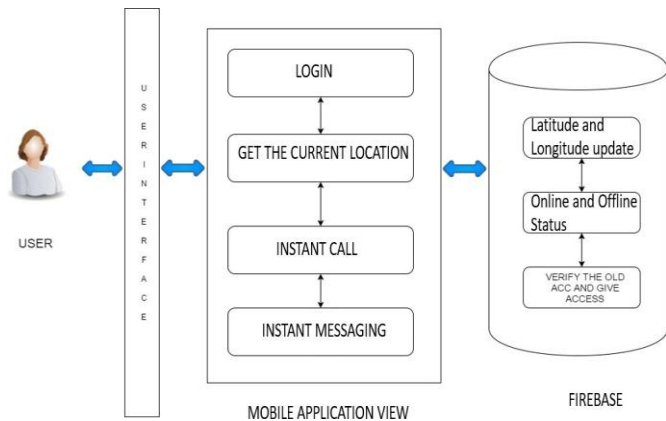 USER
USERINTERFACE
LOGIN
GET THE CURRENT LOCATION
INSTANT CALL
INSTANT MESSAGING
MOBILE APPLICATION VIEW
Latitude and
Longitude update
Online and Offline
Status
VERIFY THE OLD
ACC AND GIVE
ACCESS
FIREBASE